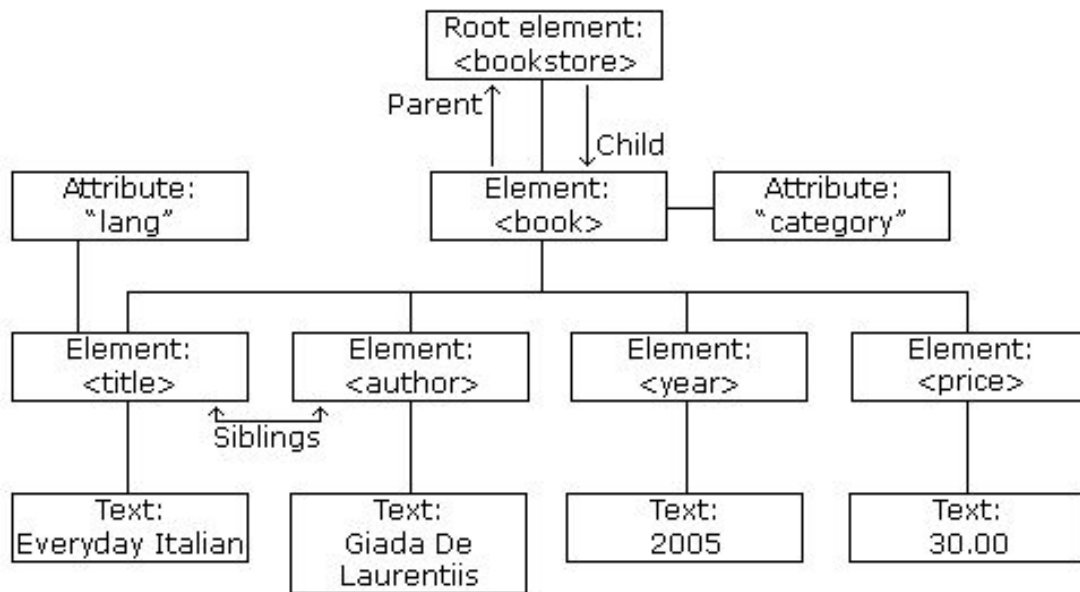 Root element:
<bookstore>
Parent
Child
Attribute:
“lang”
Element:
<book>
Attribute:
“category”
Element:
<title>
Element:
<author>
Element:
<year>
Element:
<price>
Siblings
Text:
Everyday Italian
Text:
Giada De
Laurentiis
Text:
2005
Text:
30.00